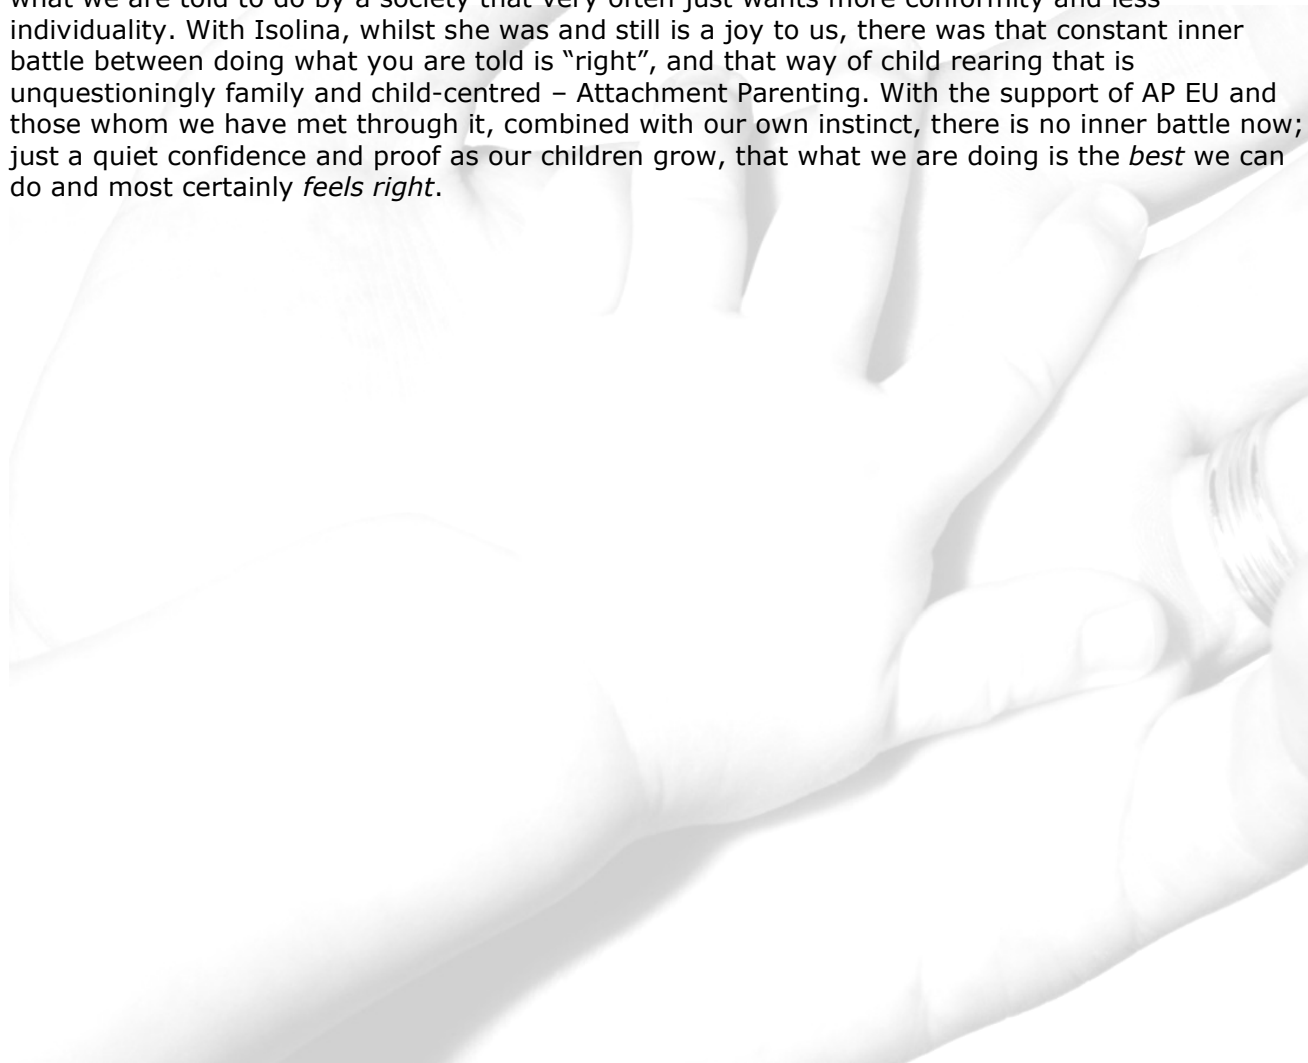 what we are told to do by a society that very often just wants more conformity and less
individuality. With Isolina, whilst she was and still is a joy to us, there was that constant inner
battle between doing what you are told is “right”, and that way of child rearing that is
unquestioningly family and child-centred – Attachment Parenting. With the support of AP EU and
those whom we have met through it, combined with our own instinct, there is no inner battle now;
just a quiet confidence and proof as our children grow, that what we are doing is the best we can
do and most certainly feels right.